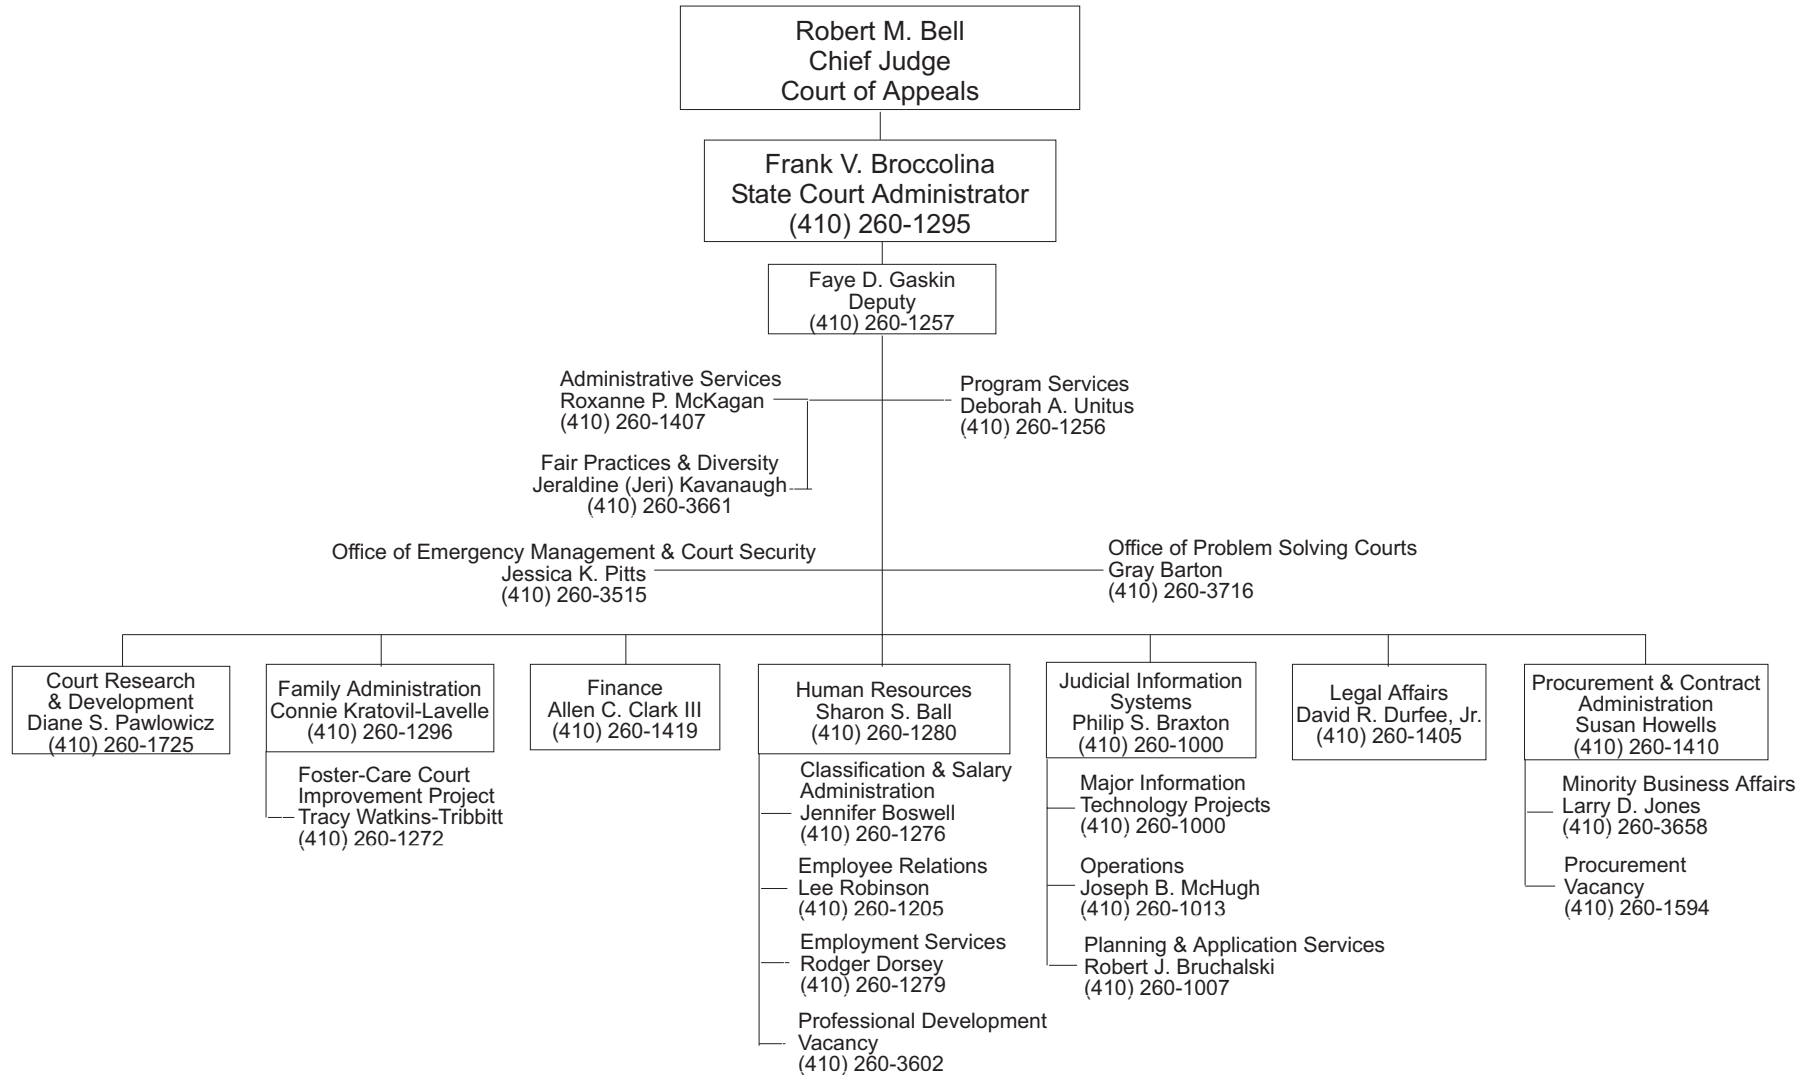 Robert M. Bell
Chief Judge
Court of Appeals
Frank V. Broccolina
State Court Administrator
(410) 260-1295
Faye D. Gaskin
Deputy
(410) 260-1257
Administrative Services
Roxanne P. McKagan
(410) 260-1407
Program Services
Deborah A. Unitus
(410) 260-1256
Fair Practices & Diversity
Jeraldine (Jeri) Kavanaugh
(410) 260-3661
Office of Emergency Management & Court Security
Jessica K. Pitts
(410) 260-3515
Office of Problem Solving Courts
Gray Barton
(410) 260-3716
Court Research
& Development
Diane S. Pawlowicz
(410) 260-1725
Family Administration
Connie Kratovil-Lavelle
(410) 260-1296
Foster-Care Court
Improvement Project
Tracy Watkins-Tribbitt
(410) 260-1272
Finance
Allen C. Clark III
(410) 260-1419
Human Resources
Sharon S. Ball
(410) 260-1280
Classification & Salary
Administration
Jennifer Boswell
(410) 260-1276
Employee Relations
Lee Robinson
(410) 260-1205
Employment Services
Rodger Dorsey
(410) 260-1279
Professional Development
Vacancy
(410) 260-3602
Judicial Information
Systems
Philip S. Braxton
(410) 260-1000
Major Information
Technology Projects
(410) 260-1000
Operations
Joseph B. McHugh
(410) 260-1013
Planning & Application Services
Robert J. Bruchalski
(410) 260-1007
Legal Affairs
David R. Durfee, Jr.
(410) 260-1405
Procurement & Contract
Administration
Susan Howells
(410) 260-1410
Minority Business Affairs
Larry D. Jones
(410) 260-3658
Procurement
Vacancy
(410) 260-1594